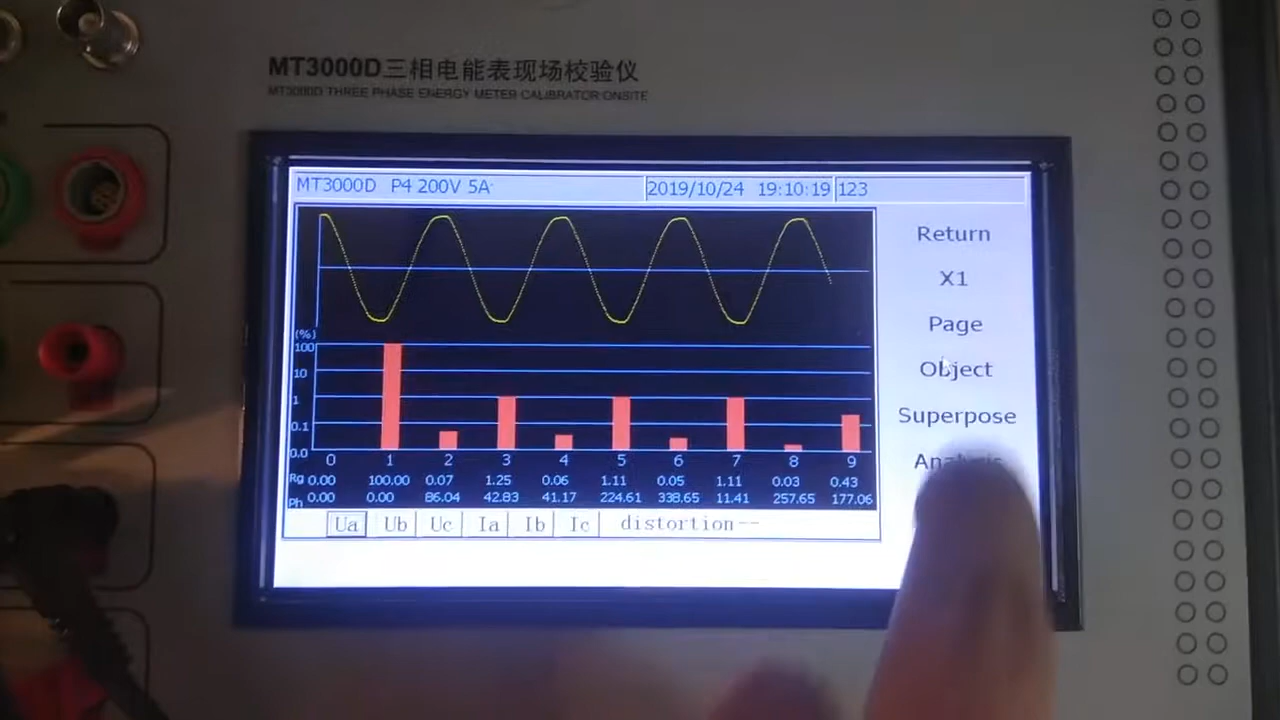 MT3000D三相电能表现场校验仪
MT3000D THREE PHASE ENERGY METER CALIBRATOR ONSITE
MT3000D P4 200V 5A 2019/10/24 19:10:19 123
Return
X1
Page
Object
Superpose
(%)
100
10
1
0.1
0.0
0 1 2 3 4 5 6 7 8 9
Rg 0.00 100.00 0.07 1.25 0.06 1.11 0.05 1.11 0.03 0.43
Ph 0.00 0.00 86.04 42.83 41.17 224.61 338.65 11.41 257.65 177.06
Ua Ub Uc Ia Ib Ic distortion--